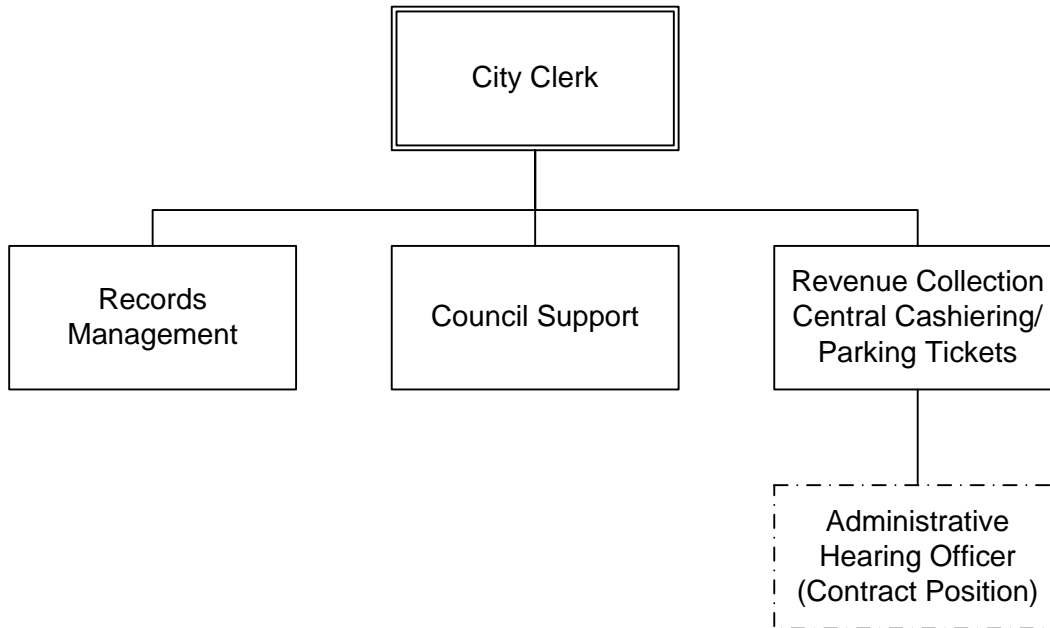 City Clerk
Records
Management
Council Support
Revenue Collection
Central Cashiering/
Parking Tickets
Administrative
Hearing Officer
(Contract Position)